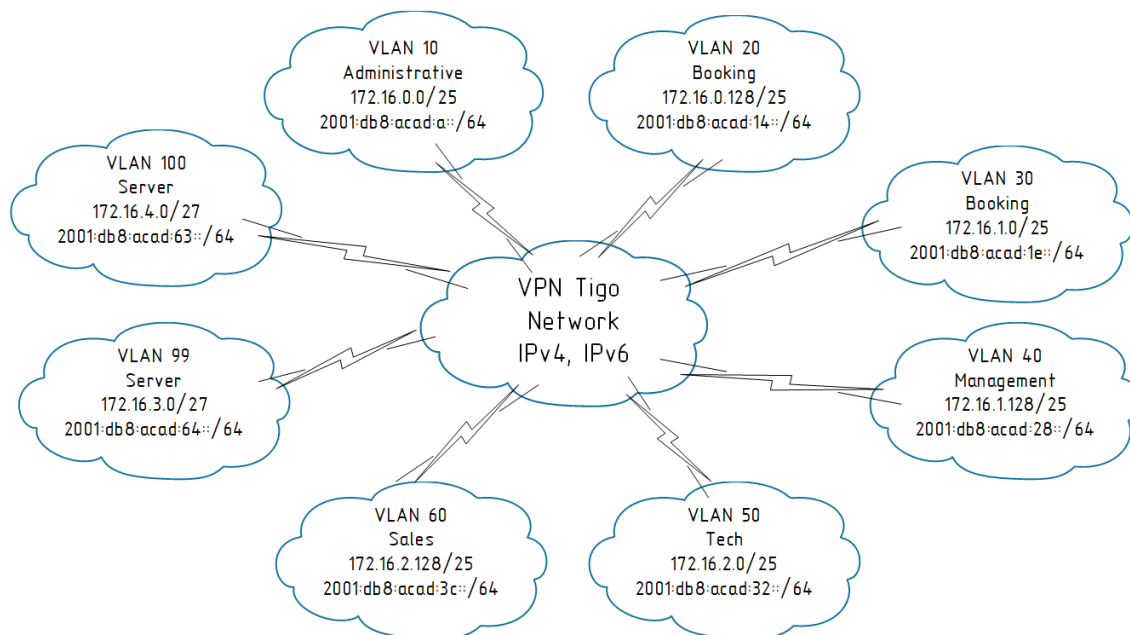 VLAN 10
Administrative
172.16.0.0/25
2001:db8:acad:a::/64
VLAN 20
Booking
172.16.0.128/25
2001:db8:acad:14::/64
VLAN 100
Server
172.16.4.0/27
2001:db8:acad:63::/64
VLAN 30
Booking
172.16.1.0/25
2001:db8:acad:1e::/64
VPN Tigo
Network
IPv4, IPv6
VLAN 99
Server
172.16.3.0/27
2001:db8:acad:64::/64
VLAN 40
Management
172.16.1.128/25
2001:db8:acad:28::/64
VLAN 60
Sales
172.16.2.128/25
2001:db8:acad:3c::/64
VLAN 50
Tech
172.16.2.0/25
2001:db8:acad:32::/64